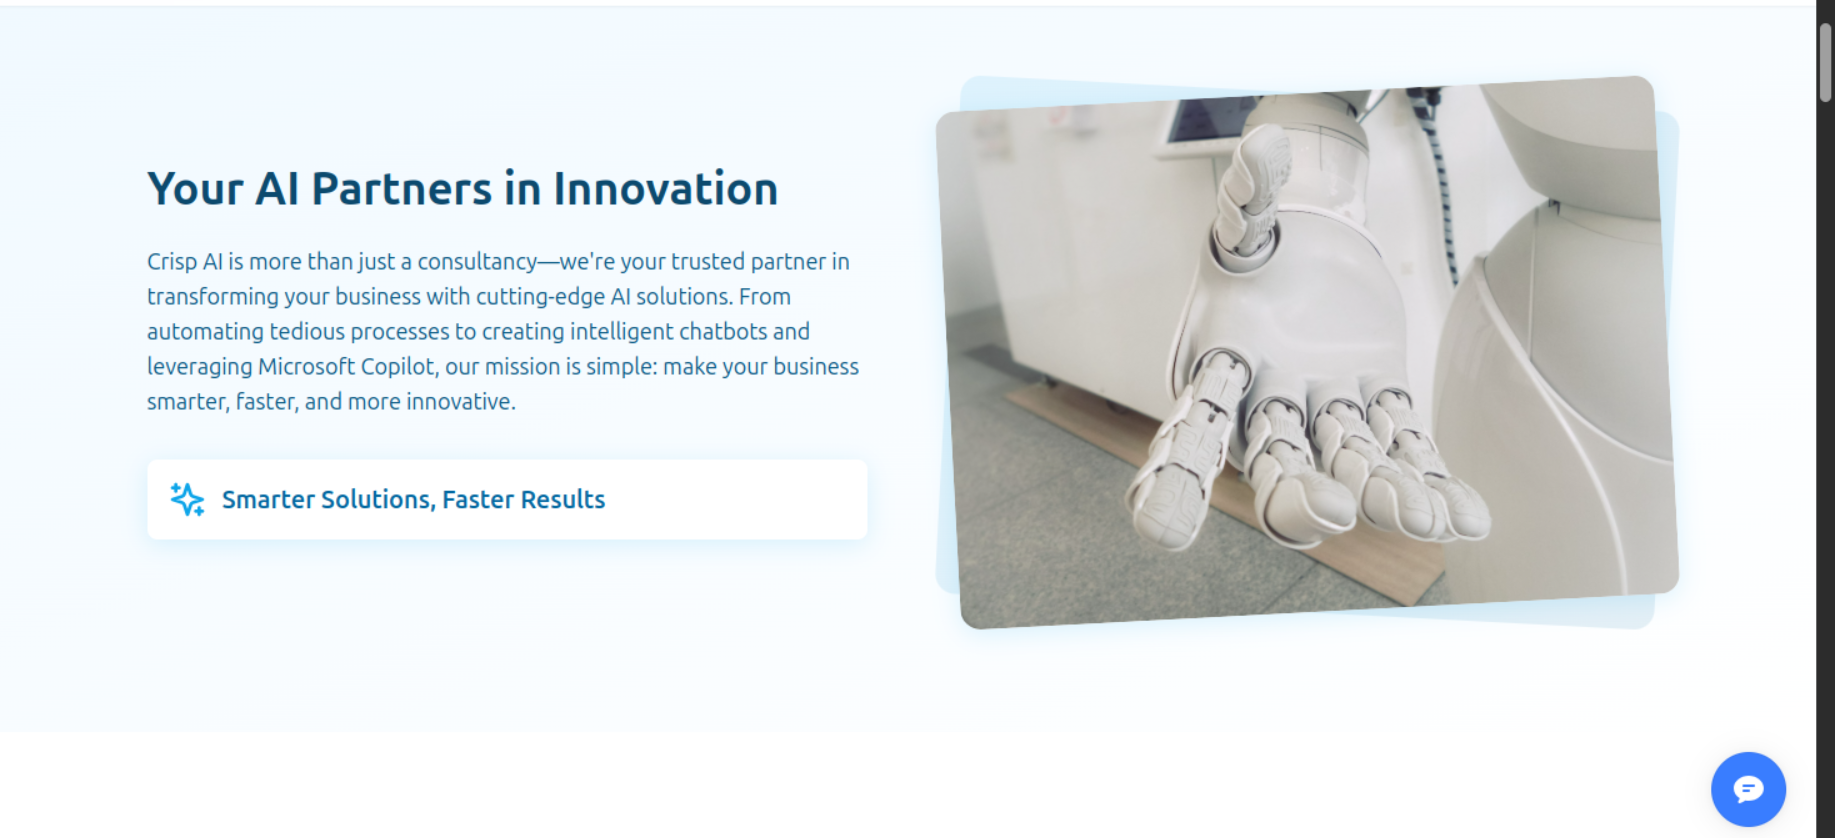 Your AI Partners in Innovation
Crisp AI is more than just a consultancy—we're your trusted partner in
transforming your business with cutting-edge AI solutions. From
automating tedious processes to creating intelligent chatbots and
leveraging Microsoft Copilot, our mission is simple: make your business
smarter, faster, and more innovative.
Smarter Solutions, Faster Results